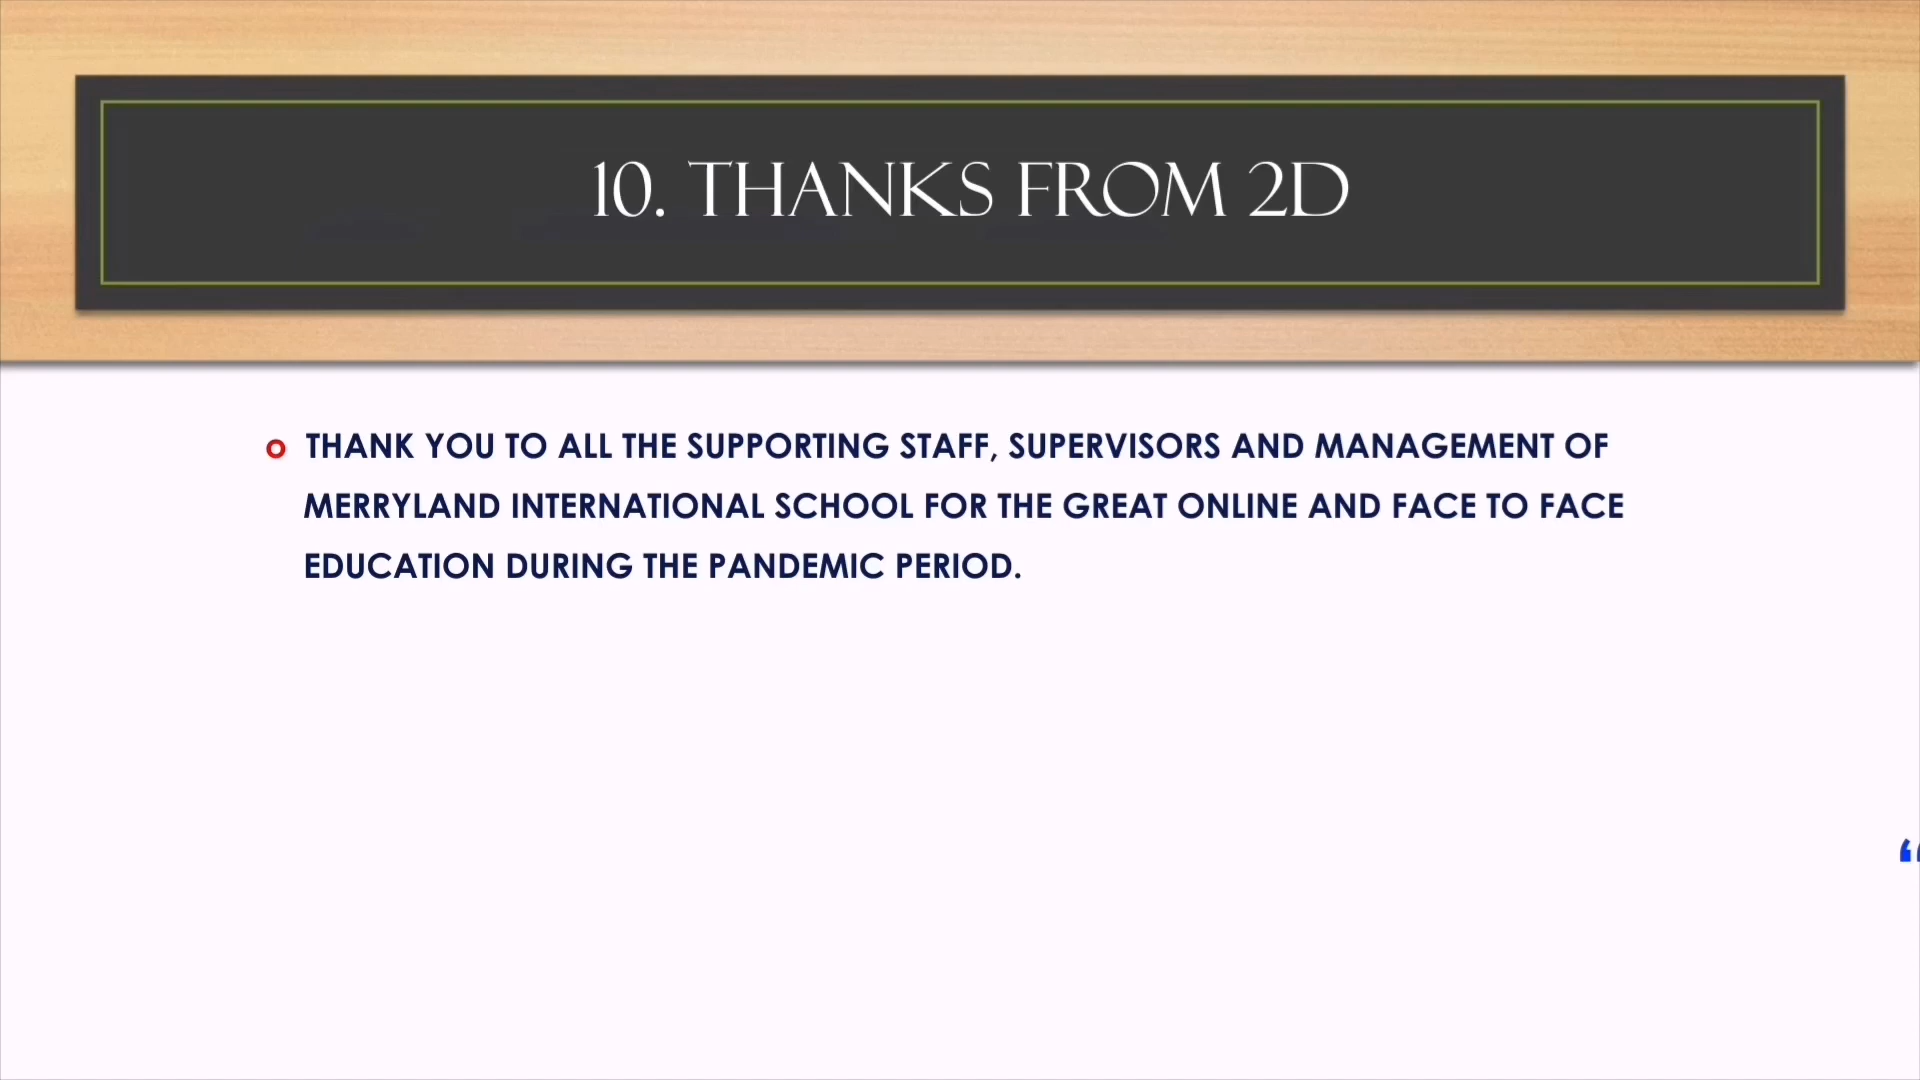 10. THANKS FROM 2D
THANK YOU TO ALL THE SUPPORTING STAFF, SUPERVISORS AND MANAGEMENT OF
MERRYLAND INTERNATIONAL SCHOOL FOR THE GREAT ONLINE AND FACE TO FACE
EDUCATION DURING THE PANDEMIC PERIOD.
“